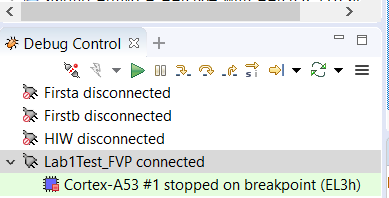 Debug Control
Firsta disconnected
Firstb disconnected
HIW disconnected
Lab1Test_FVP connected
Cortex-A53 #1 stopped on breakpoint (EL3h)